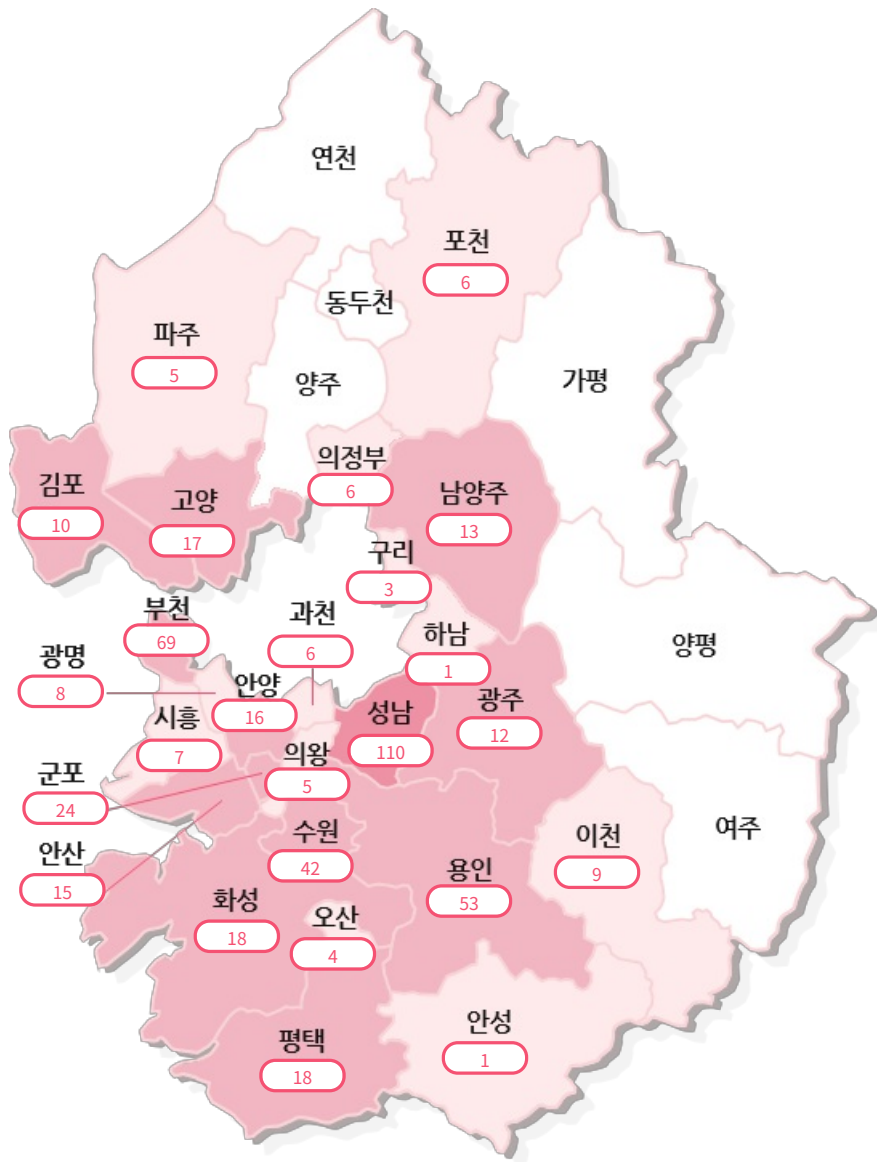 연천
포천
6
동두천
파주
5
양주
가평
의정부
6
김포
10
고양
17
남양주
13
구리
3
부천
69
과천
6
하남
1
양평
광명
8
안양
16
시흥
7
성남
110
광주
12
의왕
5
군포
24
수원
42
이천
9
여주
안산
15
용인
53
화성
18
오산
4
안성
1
평택
18